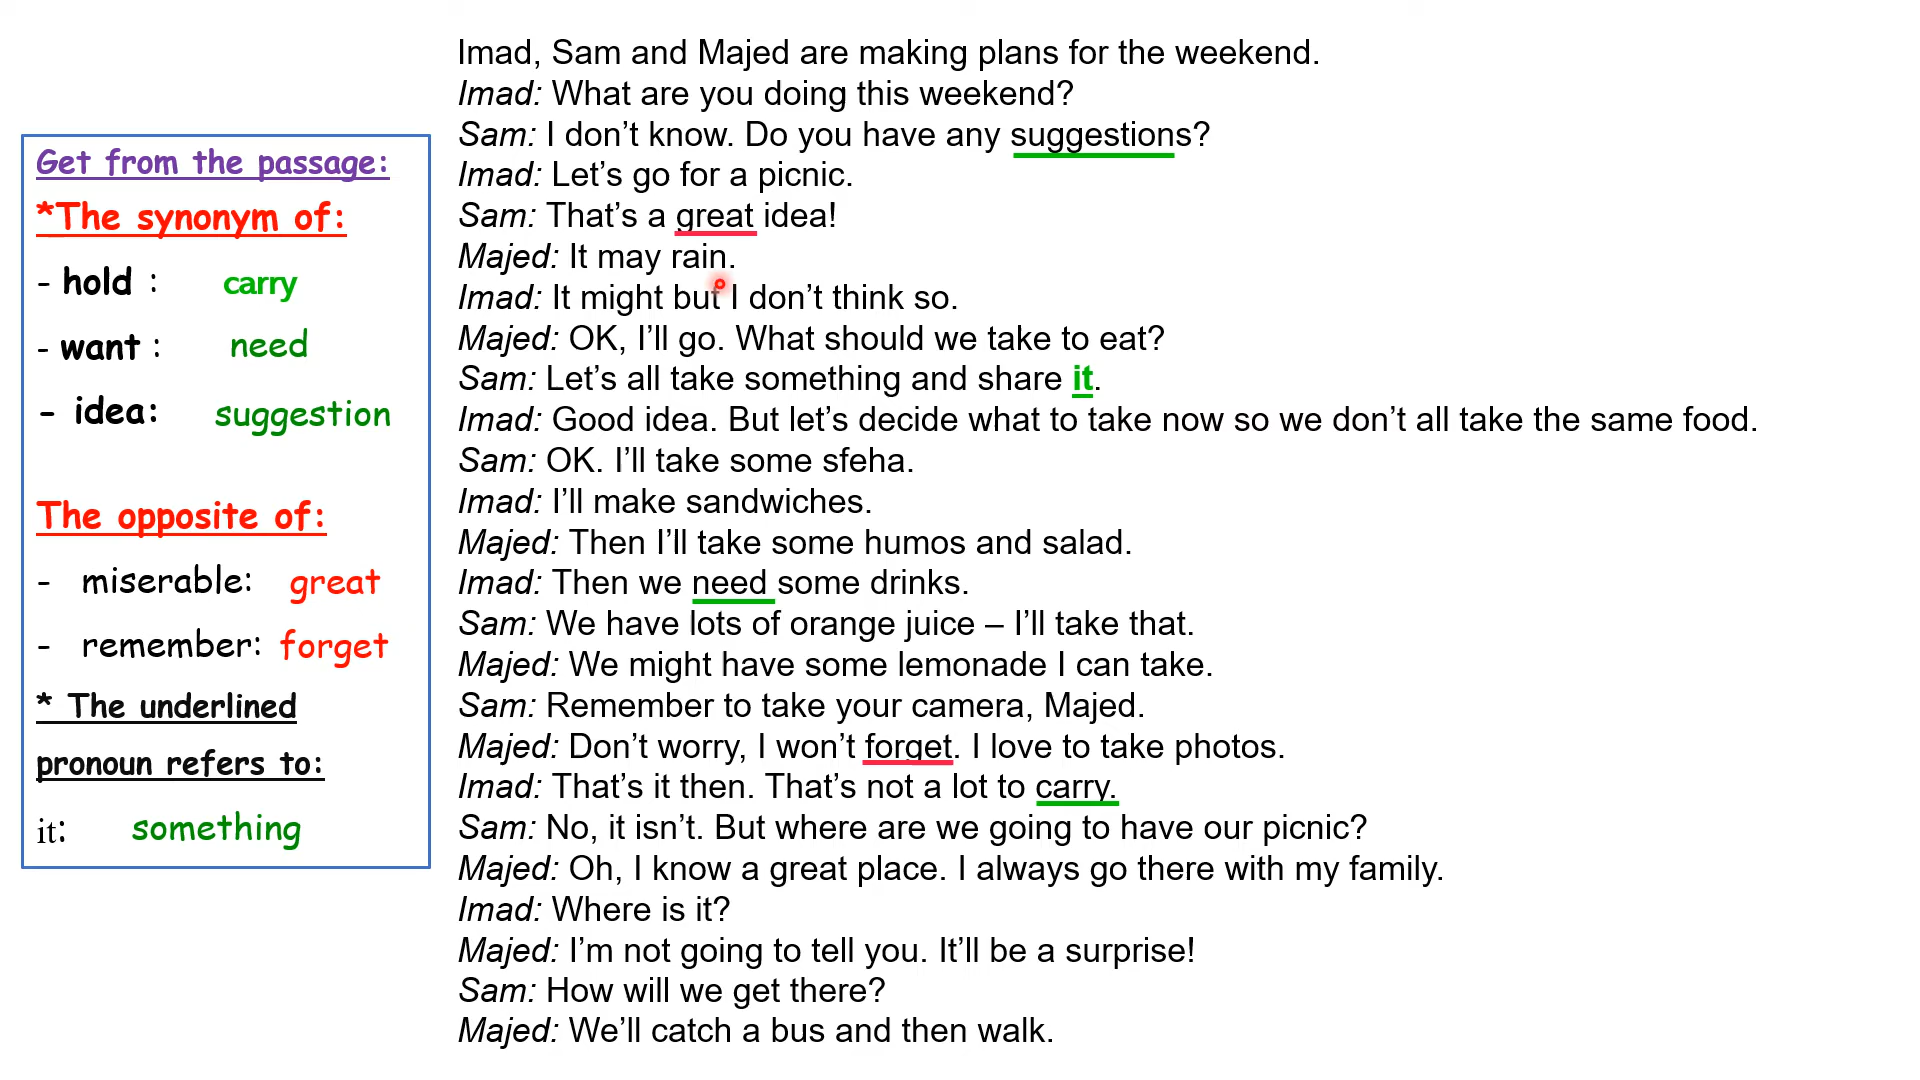 Get from the passage:
*The synonym of:
- hold : carry
- want : need
- idea: suggestion
The opposite of:
- miserable: great
- remember: forget
* The underlined
pronoun refers to:
it: something
Imad, Sam and Majed are making plans for the weekend.
Imad: What are you doing this weekend?
Sam: I don’t know. Do you have any suggestions?
Imad: Let’s go for a picnic.
Sam: That’s a great idea!
Majed: It may rain.
Imad: It might but I don’t think so.
Majed: OK, I’ll go. What should we take to eat?
Sam: Let’s all take something and share it.
Imad: Good idea. But let’s decide what to take now so we don’t all take the same food.
Sam: OK. I’ll take some sfeha.
Imad: I’ll make sandwiches.
Majed: Then I’ll take some humos and salad.
Imad: Then we need some drinks.
Sam: We have lots of orange juice – I’ll take that.
Majed: We might have some lemonade I can take.
Sam: Remember to take your camera, Majed.
Majed: Don’t worry, I won’t forget. I love to take photos.
Imad: That’s it then. That’s not a lot to carry.
Sam: No, it isn’t. But where are we going to have our picnic?
Majed: Oh, I know a great place. I always go there with my family.
Imad: Where is it?
Majed: I’m not going to tell you. It’ll be a surprise!
Sam: How will we get there?
Majed: We’ll catch a bus and then walk.